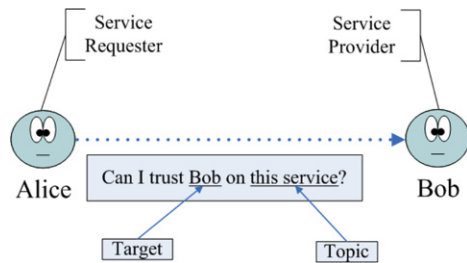 Service
Requester
Service
Provider
Alice
Bob
Can I trust Bob on this service?
Target
Topic